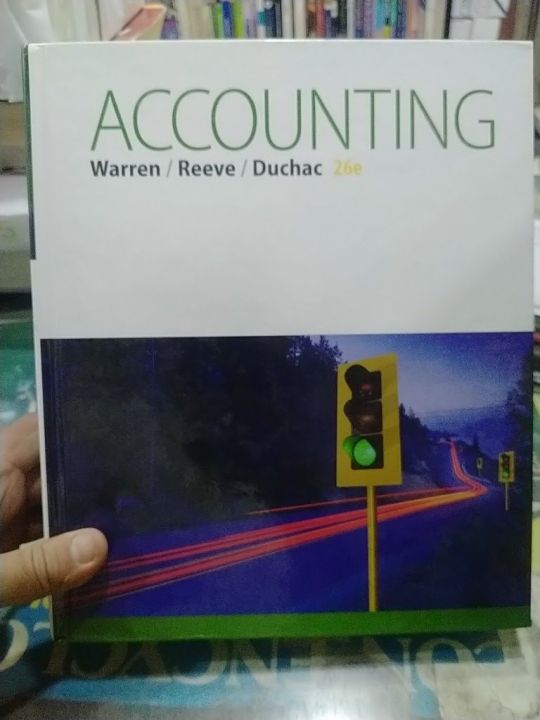 ACCOUNTING
Warren / Reeve / Duchac 26e